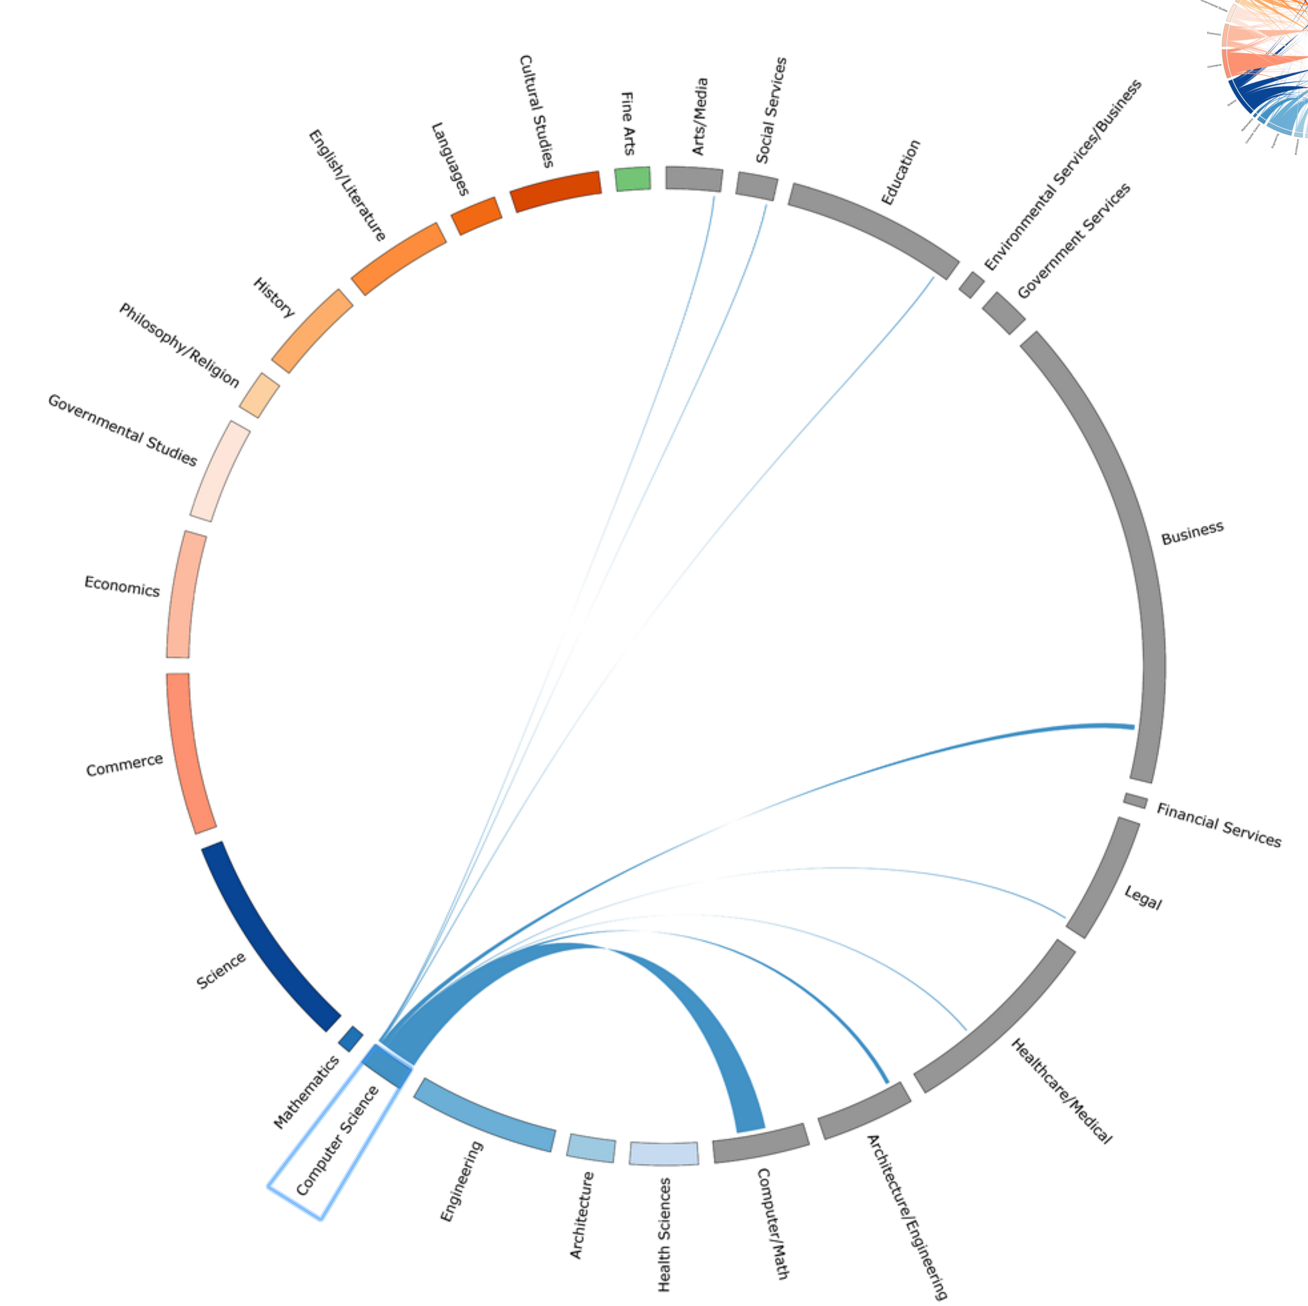 Cultural Studies
Fine Arts
Arts/Media
Social Services
Education
Environmental Services/Business
Government Services
Business
Financial Services
Legal
Healthcare/Medical
Architecture/Engineering
Computer/Math
Health Sciences
Architecture
Engineering
Computer Science
Mathematics
Science
Commerce
Economics
Governmental Studies
Philosophy/Religion
History
English/Literature
Languages